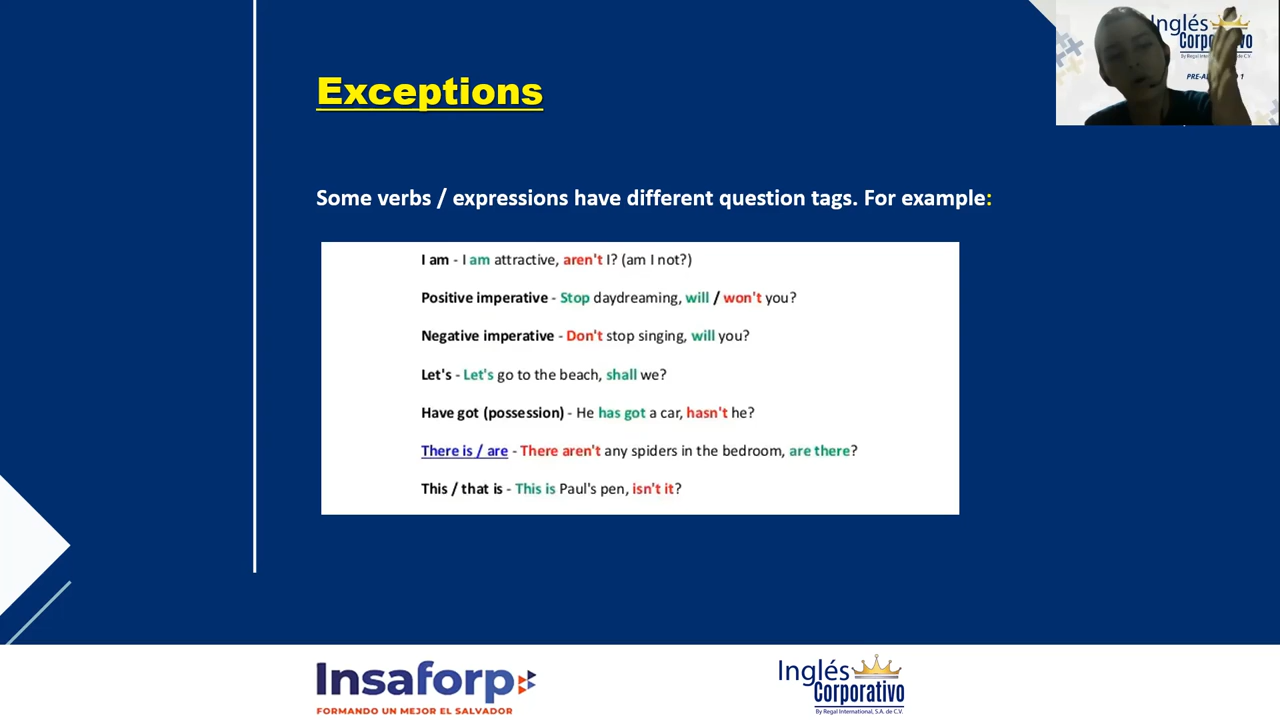 Exceptions
Some verbs / expressions have different question tags. For example:
I am - I am attractive, aren't I? (am I not?)
Positive imperative - Stop daydreaming, will / won't you?
Negative imperative - Don't stop singing, will you?
Let's - Let's go to the beach, shall we?
Have got (possession) - He has got a car, hasn't he?
There is / are - There aren't any spiders in the bedroom, are there?
This / that is - This is Paul's pen, isn't it?
Inglés
By Regal
Insaforp
FORMANDO UN MEJOR EL SALVADOR
Inglés
Corporativo
By Regal International, S.A. de C.V.